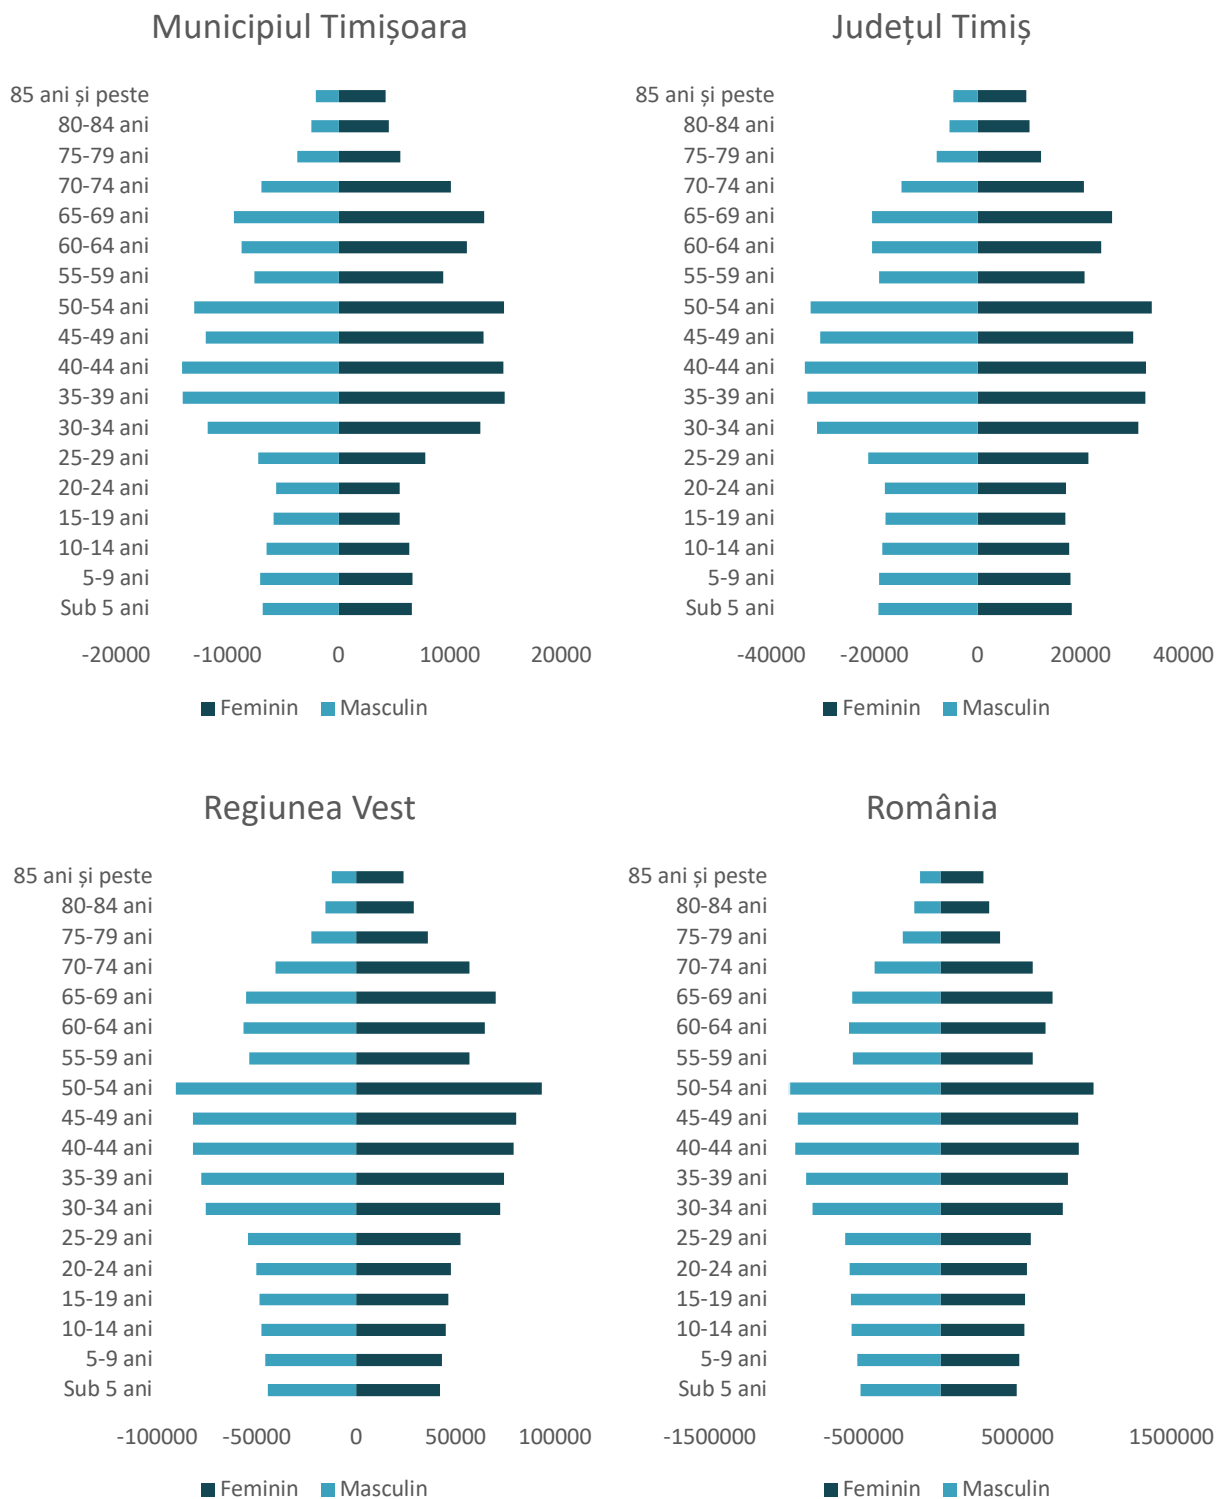 Municipiul Timișoara
85 ani și peste
80-84 ani
75-79 ani
70-74 ani
65-69 ani
60-64 ani
55-59 ani
50-54 ani
45-49 ani
40-44 ani
35-39 ani
30-34 ani
25-29 ani
20-24 ani
15-19 ani
10-14 ani
5-9 ani
Sub 5 ani
-20000 -10000 0 10000 20000
Feminin Masculin
Județul Timiș
85 ani și peste
80-84 ani
75-79 ani
70-74 ani
65-69 ani
60-64 ani
55-59 ani
50-54 ani
45-49 ani
40-44 ani
35-39 ani
30-34 ani
25-29 ani
20-24 ani
15-19 ani
10-14 ani
5-9 ani
Sub 5 ani
-40000 -20000 0 20000 40000
Feminin Masculin
Regiunea Vest
85 ani și peste
80-84 ani
75-79 ani
70-74 ani
65-69 ani
60-64 ani
55-59 ani
50-54 ani
45-49 ani
40-44 ani
35-39 ani
30-34 ani
25-29 ani
20-24 ani
15-19 ani
10-14 ani
5-9 ani
Sub 5 ani
-100000 -50000 0 50000 100000
Feminin Masculin
România
85 ani și peste
80-84 ani
75-79 ani
70-74 ani
65-69 ani
60-64 ani
55-59 ani
50-54 ani
45-49 ani
40-44 ani
35-39 ani
30-34 ani
25-29 ani
20-24 ani
15-19 ani
10-14 ani
5-9 ani
Sub 5 ani
-1500000 -500000 500000 1500000
Feminin Masculin